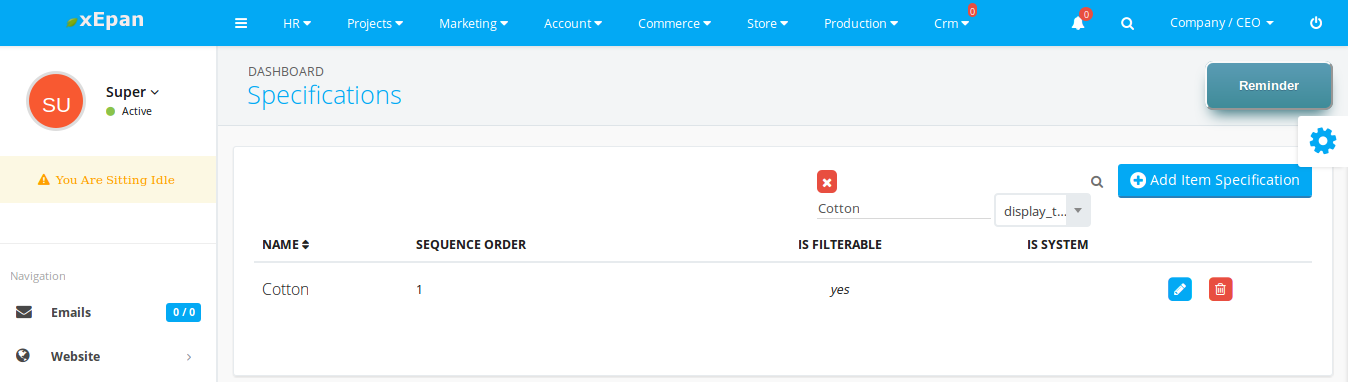 xEpan
HR
Projects
Marketing
Account
Commerce
Store
Production
Crm
0
0
Company / CEO
SU
Super
Active
You Are Sitting Idle
Navigation
Emails
0 / 0
Website
DASHBOARD
Specifications
Reminder
Cotton
display_t...
Add Item Specification
NAME SEQUENCE ORDER IS FILTERABLE IS SYSTEM
Cotton 1 yes